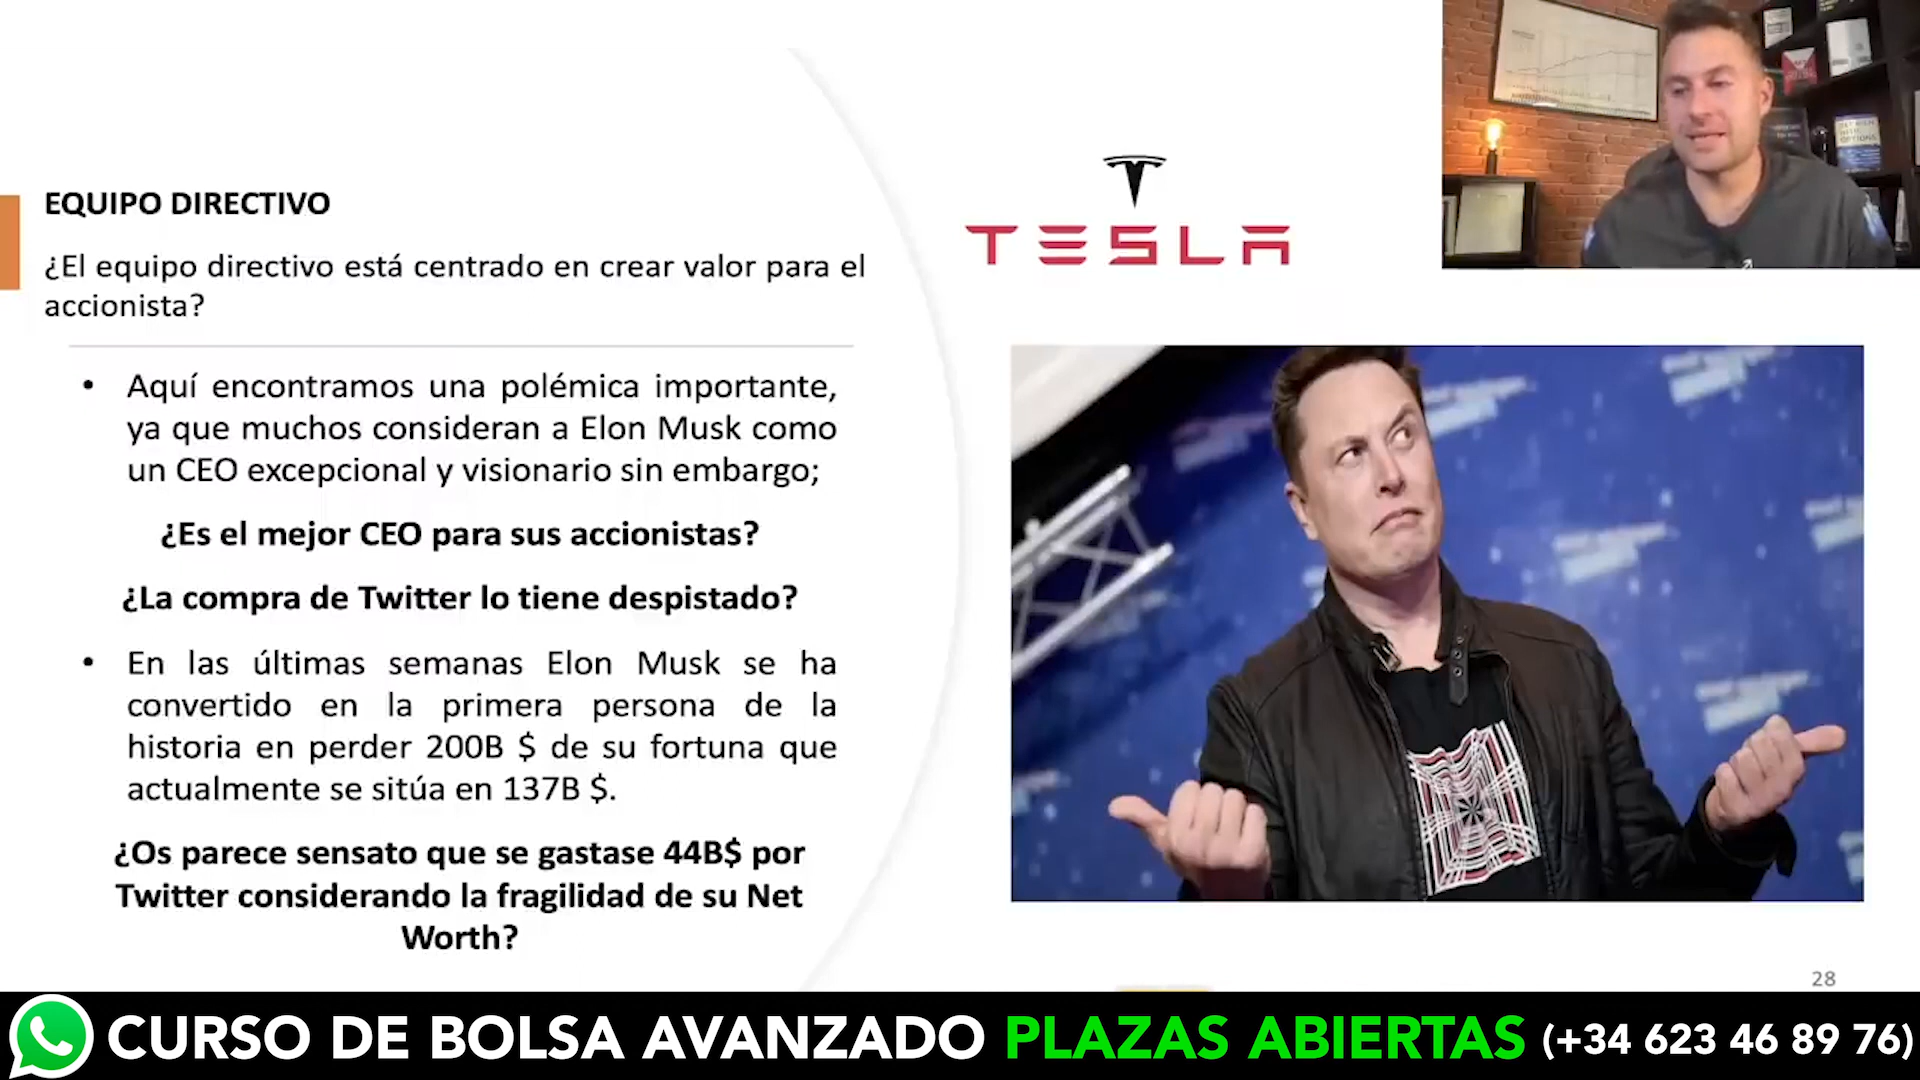 EQUIPO DIRECTIVO
¿El equipo directivo está centrado en crear valor para el
accionista?
• Aquí encontramos una polémica importante,
ya que muchos consideran a Elon Musk como
un CEO excepcional y visionario sin embargo;
¿Es el mejor CEO para sus accionistas?
¿La compra de Twitter lo tiene despistado?
• En las últimas semanas Elon Musk se ha
convertido en la primera persona de la
historia en perder 200B $ de su fortuna que
actualmente se sitúa en 137B $.
¿Os parece sensato que se gastase 44B$ por
Twitter considerando la fragilidad de su Net
Worth?
TESLA
28
CURSO DE BOLSA AVANZADO PLAZAS ABIERTAS (+34 623 46 89 76)